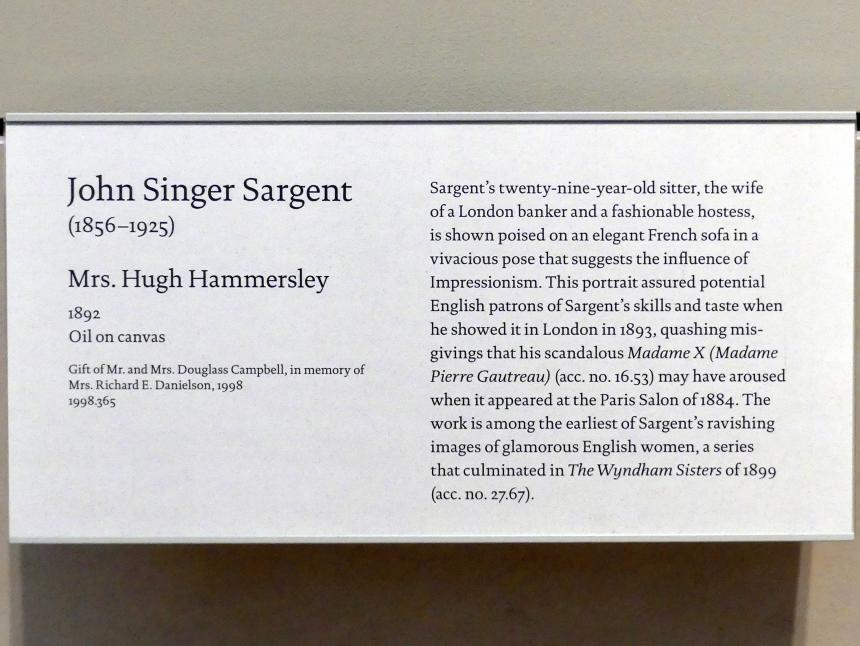 John Singer Sargent
(1856–1925)
Mrs. Hugh Hammersley
1892
Oil on canvas
Gift of Mr. and Mrs. Douglass Campbell, in memory of
Mrs. Richard E. Danielson, 1998
1998.365
Sargent’s twenty-nine-year-old sitter, the wife
of a London banker and a fashionable hostess,
is shown poised on an elegant French sofa in a
vivacious pose that suggests the influence of
Impressionism. This portrait assured potential
English patrons of Sargent’s skills and taste when
he showed it in London in 1893, quashing mis-
givings that his scandalous Madame X (Madame
Pierre Gautreau) (acc. no. 16.53) may have aroused
when it appeared at the Paris Salon of 1884. The
work is among the earliest of Sargent’s ravishing
images of glamorous English women, a series
that culminated in The Wyndham Sisters of 1899
(acc. no. 27.67).